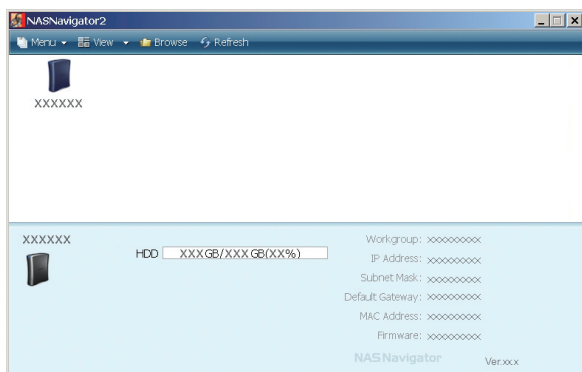 NASNavigator2
Menu View Browse Refresh
XXXXXX
XXXXXX
HDD XXXGB/XXXGB(XX%)
Workgroup: xxxxxxxxx
IP Address: xxxxxxxxx
Subnet Mask: xxxxxxxxx
Default Gateway: xxxxxxxxx
MAC Address: xxxxxxxxx
Firmware: xxxxxxxxx
NASNavigator Ver.xx.x